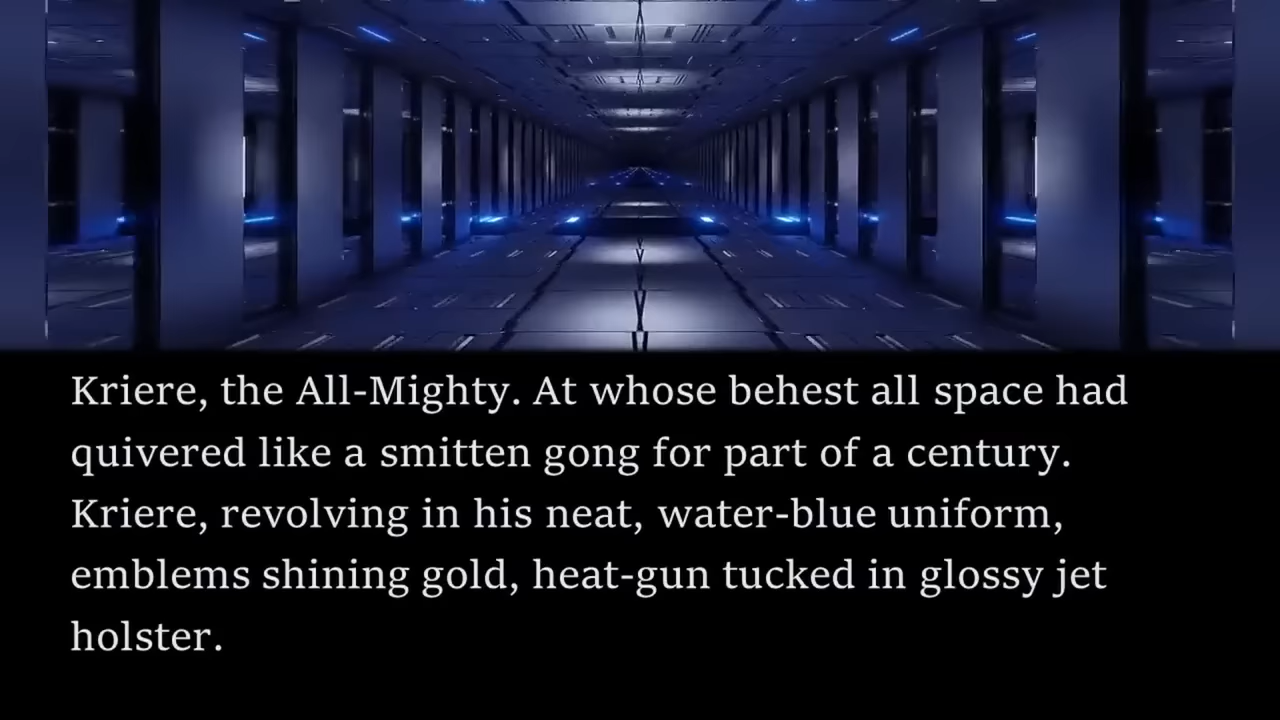 Kriere, the All-Mighty. At whose behest all space had
quivered like a smitten gong for part of a century.
Kriere, revolving in his neat, water-blue uniform,
emblems shining gold, heat-gun tucked in glossy jet
holster.